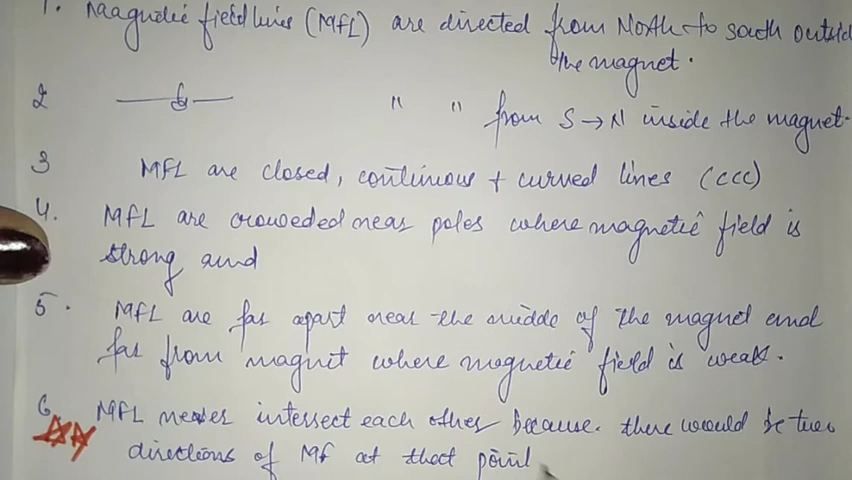 1. Magnetic field lines (MFL) are directed from North to south outside
the magnet.
2 " " from S → N inside the magnet.
3 MFL are closed, continuous + curved lines (ccc)
4. MFL are crowded near poles where magnetic field is
strong and
5. MFL are far apart near the middle of the magnet and
far from magnet where magnetic field is weak.
6 MFL never intersect each other because there would be two
directions of MF at that point